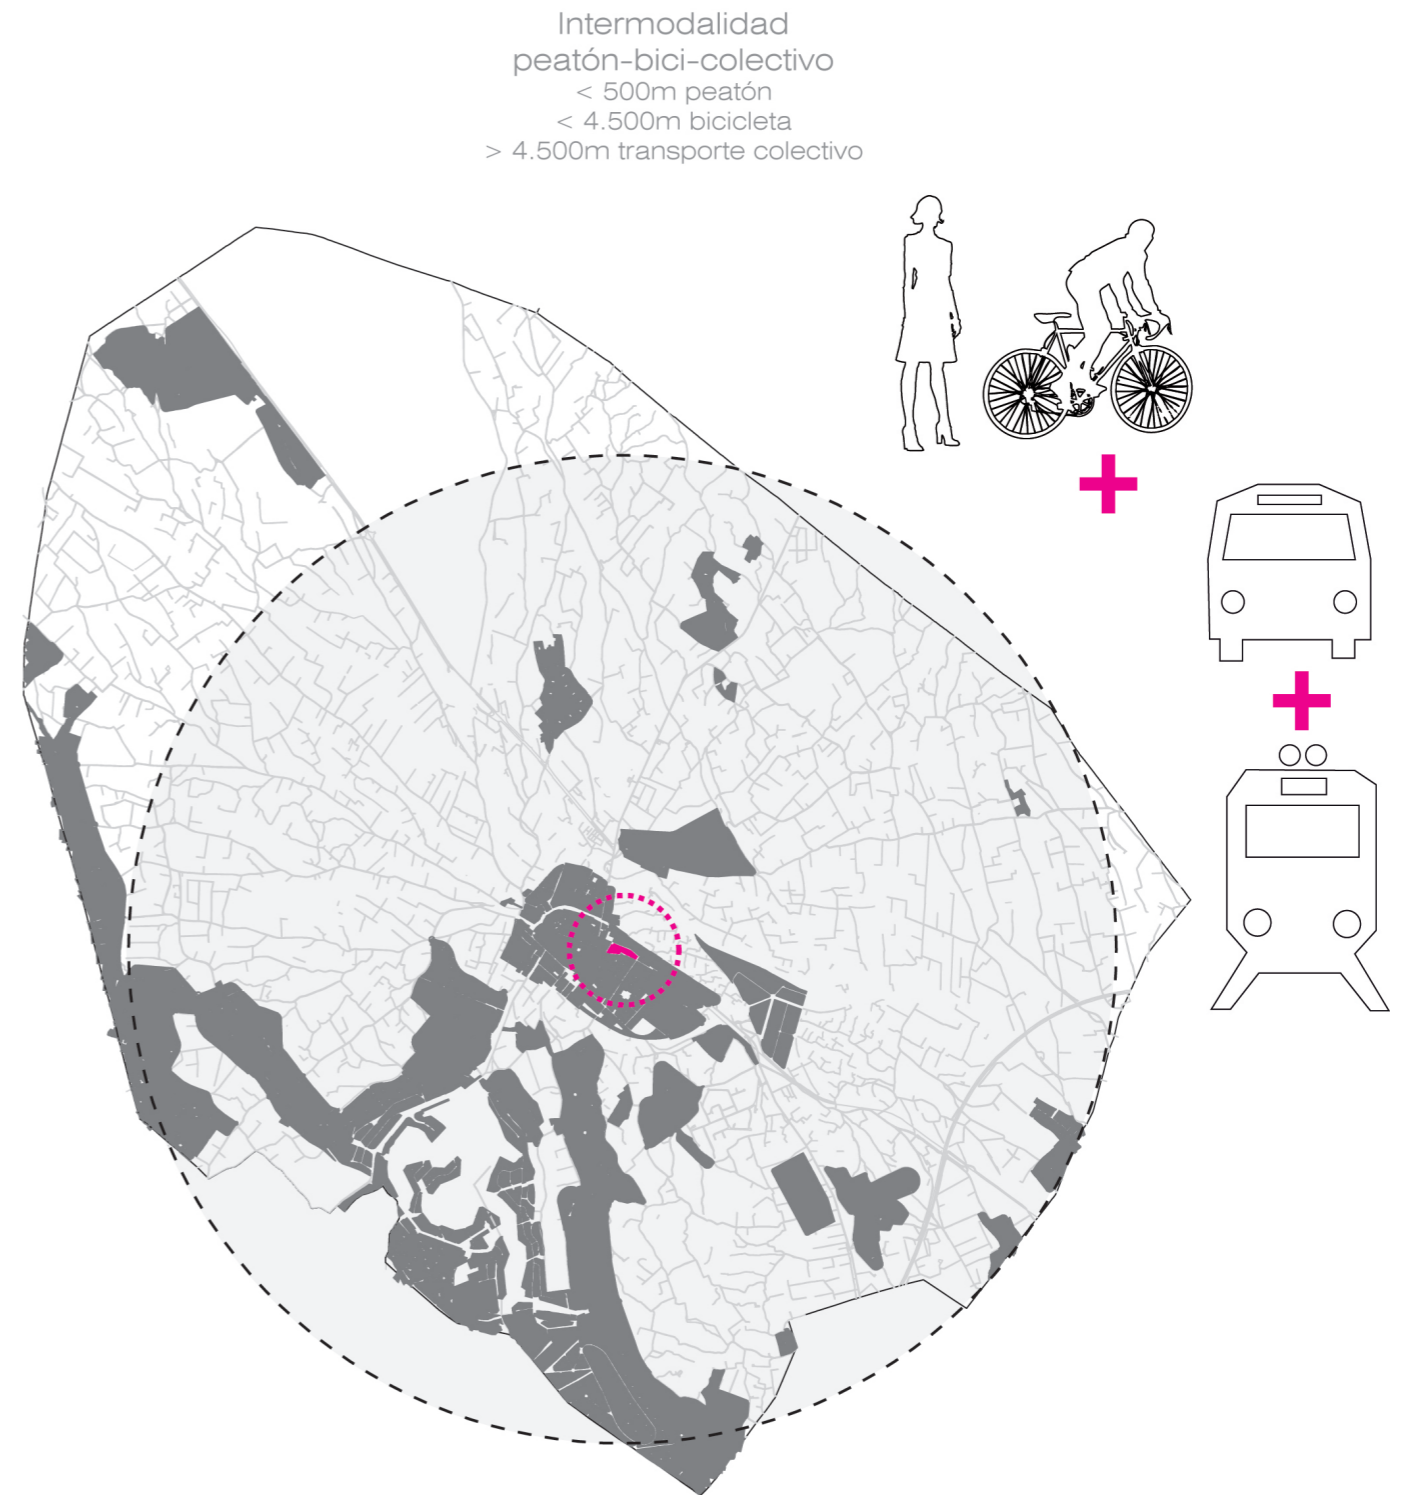 Intermodalidad
peatón-bici-colectivo
< 500m peatón
< 4.500m bicicleta
> 4.500m transporte colectivo